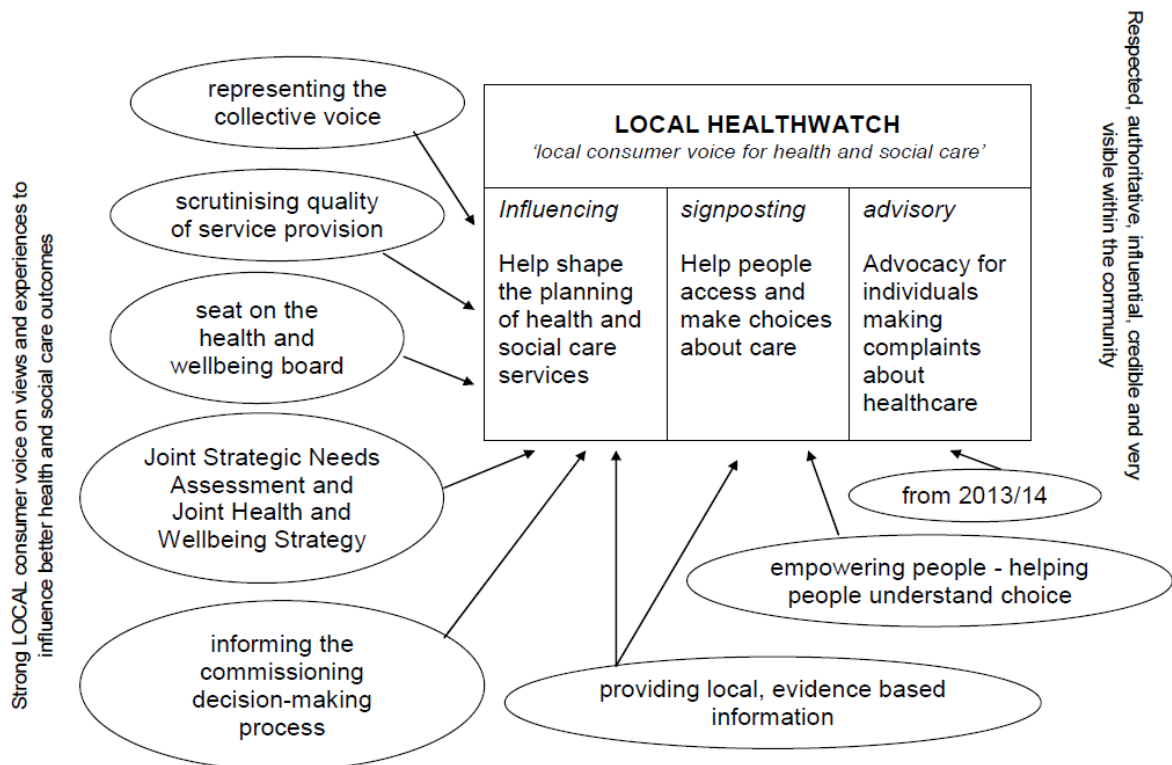 Strong LOCAL consumer voice on views and experiences to
influence better health and social care outcomes
representing the
collective voice
scrutinising quality
of service provision
seat on the
health and
wellbeing board
Joint Strategic Needs
Assessment and
Joint Health and
Wellbeing Strategy
informing the
commissioning
decision-making
process
LOCAL HEALTHWATCH
‘local consumer voice for health and social care’
Influencing
Help shape
the planning
of health and
social care
services
signposting
Help people
access and
make choices
about care
advisory
Advocacy for
individuals
making
complaints
about
healthcare
from 2013/14
empowering people - helping
people understand choice
providing local, evidence based
information
Respected, authoritative, influential, credible and very
visible within the community